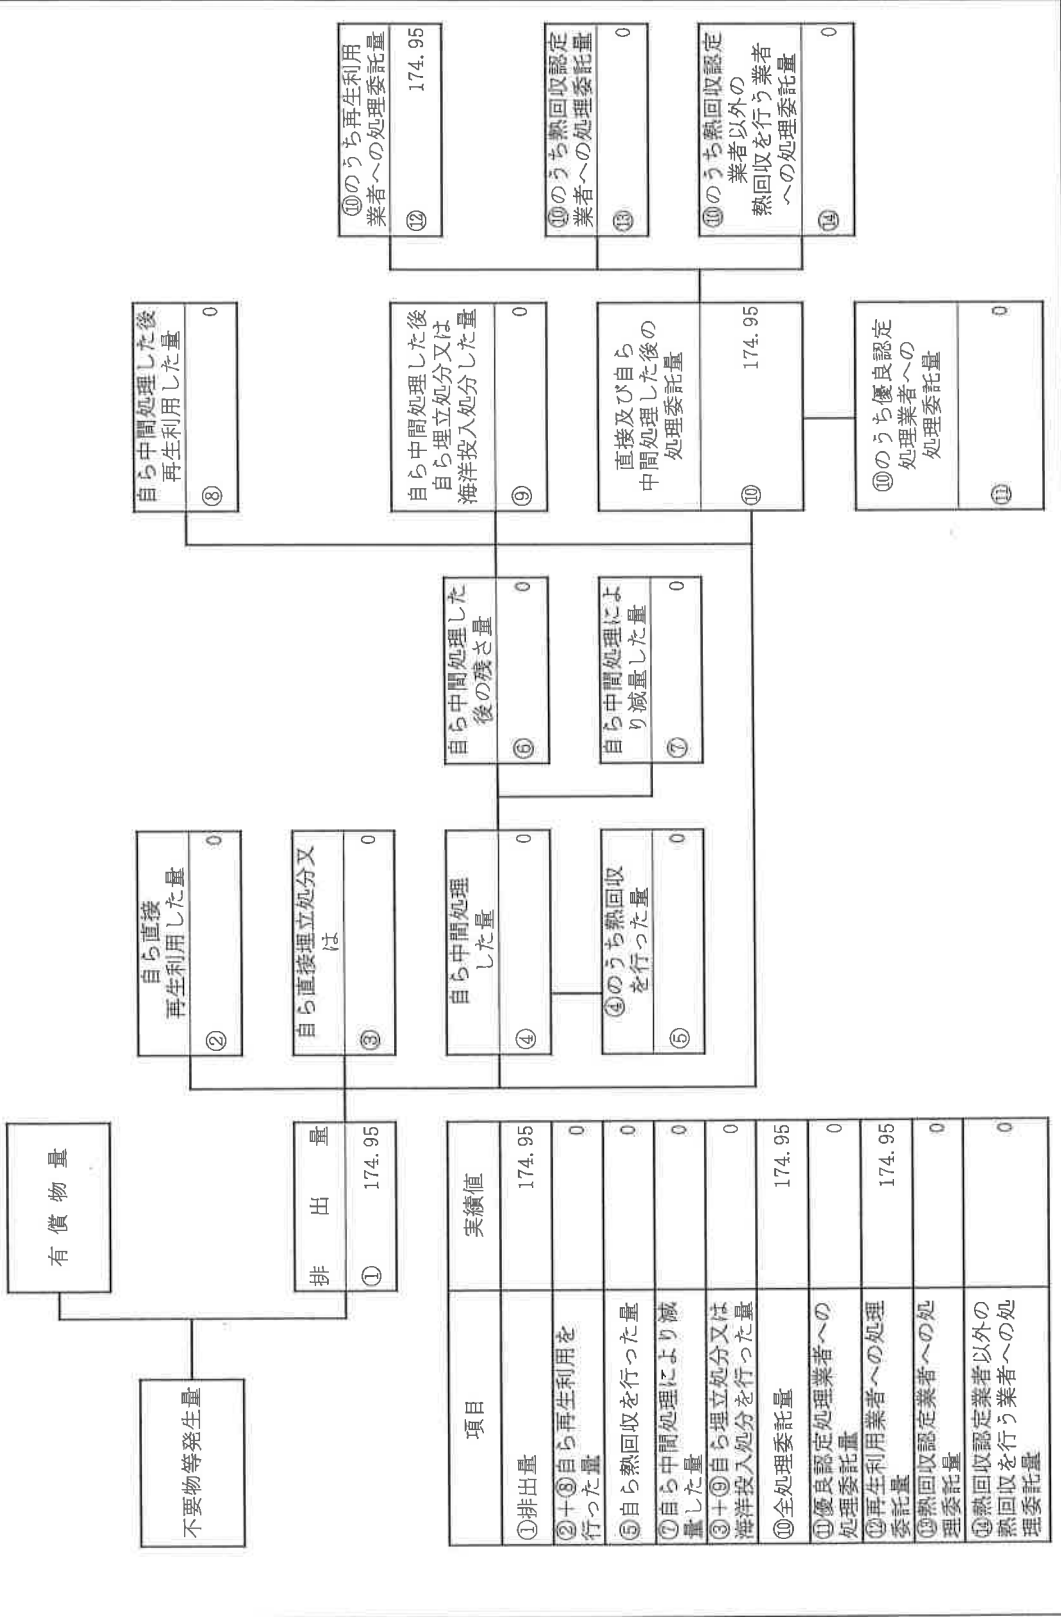 不要物等発生量
有償物量
排出量
① 174.95
自ら直接
再生利用した量
② 0
自ら直接埋立処分又
は
③ 0
自ら中間処理
した量
④ 0
④のうち熱回収
を行った量
⑤ 0
自ら中間処理した
後の残さ量
⑥ 0
自ら中間処理によ
り減量した量
⑦ 0
自ら中間処理した後
再生利用した量
⑧ 0
自ら中間処理した後
自ら埋立処分又は
海洋投入処分した量
⑨ 0
直接及び自ら
中間処理した後の
処理委託量
⑩ 174.95
⑩のうち優良認定
処理業者への
処理委託量
⑪ 0
⑩のうち再生利用
業者への処理委託量
⑫ 174.95
⑩のうち熱回収認定
業者への処理委託量
⑬ 0
⑩のうち熱回収認定
業者以外の
熱回収を行う業者
への処理委託量
⑭ 0
項目 実績値
①排出量 174.95
②+⑧自ら再生利用を
行った量 0
⑤自ら熱回収を行った量 0
⑦自ら中間処理により減
量した量 0
③+⑨自ら埋立処分又は
海洋投入処分を行った量 0
⑩全処理委託量 174.95
⑪優良認定処理業者への
処理委託量 0
⑫再生利用業者への処理
委託量 174.95
⑬熱回収認定業者への処
理委託量 0
⑭熱回収認定業者以外の
熱回収を行う業者への処
理委託量 0